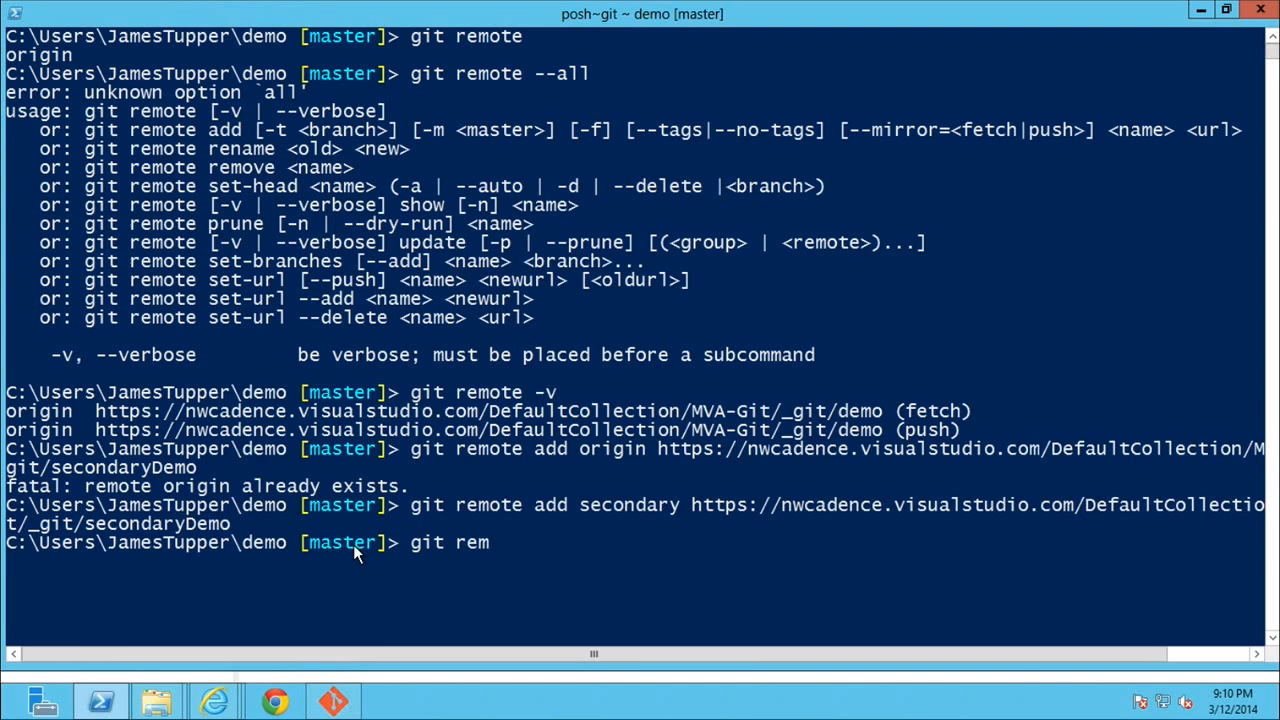 posh~git ~ demo [master]
C:\Users\JamesTupper\demo [master]> git remote
origin
C:\Users\JamesTupper\demo [master]> git remote --all
error: unknown option `all'
usage: git remote [-v | --verbose]
   or: git remote add [-t <branch>] [-m <master>] [-f] [--tags|--no-tags] [--mirror=<fetch|push>] <name> <url>
   or: git remote rename <old> <new>
   or: git remote remove <name>
   or: git remote set-head <name> (-a | --auto | -d | --delete |<branch>)
   or: git remote [-v | --verbose] show [-n] <name>
   or: git remote prune [-n | --dry-run] <name>
   or: git remote [-v | --verbose] update [-p | --prune] [(<group> | <remote>)...]
   or: git remote set-branches [--add] <name> <branch>...
   or: git remote set-url [--push] <name> <newurl> [<oldurl>]
   or: git remote set-url --add <name> <newurl>
   or: git remote set-url --delete <name> <url>
    -v, --verbose         be verbose; must be placed before a subcommand
C:\Users\JamesTupper\demo [master]> git remote -v
origin  https://nwcadence.visualstudio.com/DefaultCollection/MVA-Git/_git/demo (fetch)
origin  https://nwcadence.visualstudio.com/DefaultCollection/MVA-Git/_git/demo (push)
C:\Users\JamesTupper\demo [master]> git remote add origin https://nwcadence.visualstudio.com/DefaultCollection/M
git/secondaryDemo
fatal: remote origin already exists.
C:\Users\JamesTupper\demo [master]> git remote add secondary https://nwcadence.visualstudio.com/DefaultCollectio
t/_git/secondaryDemo
C:\Users\JamesTupper\demo [master]> git rem
9:10 PM
3/12/2014